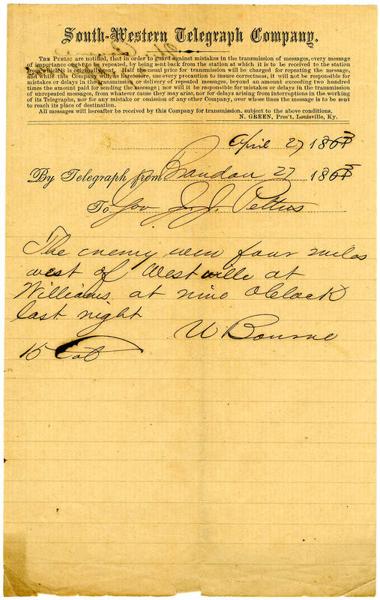 South-Western Telegraph Company.
THE PUBLIC are notified, that in order to guard against mistakes in the transmission of messages, every message
of importance ought to be repeated, by being sent back from the station at which it is to be received to the station
from which it is originally sent. Half the usual price for transmission will be charged for repeating the message,
and while this Company will, as heretofore, use every precaution to insure correctness, it will not be responsible for
mistakes or delays in the transmission or delivery of repeated messages, beyond an amount exceeding two hundred
times the amount paid for sending the message; nor will it be responsible for mistakes or delays in the transmission
of unrepeated messages, from whatever cause they may arise, nor for delays arising from interruptions in the working
of its Telegraphs, nor for any mistake or omission of any other Company, over whose lines the message is to be sent
to reach its place of destination.
All messages will hereafter be received by this Company for transmission, subject to the above conditions.
N. GREEN, Pres't, Louisville, Ky.
April 27 1863
By Telegraph from Brandon 27 1863
To Gov J. J. Pettus
The enemy were four miles
west of Westville at
Williams at nine Oclock
last night
W Bourne
15